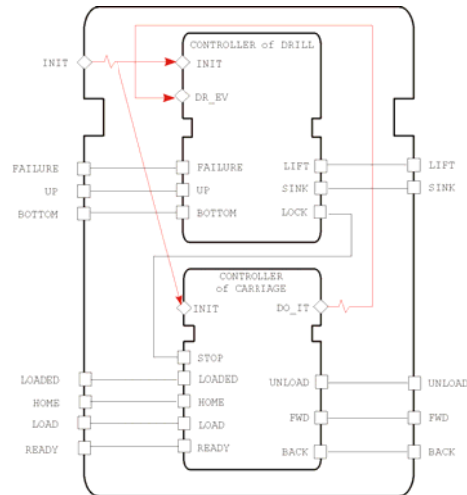 CONTROLLER of DRILL
INIT
INIT
DR_EV
FAILURE
FAILURE
LIFT
LIFT
UP
UP
SINK
SINK
BOTTOM
BOTTOM
LOCK
CONTROLLER
of CARRIAGE
INIT
DO_IT
STOP
LOADED
LOADED
UNLOAD
UNLOAD
HOME
HOME
LOAD
LOAD
FWD
FWD
READY
READY
BACK
BACK